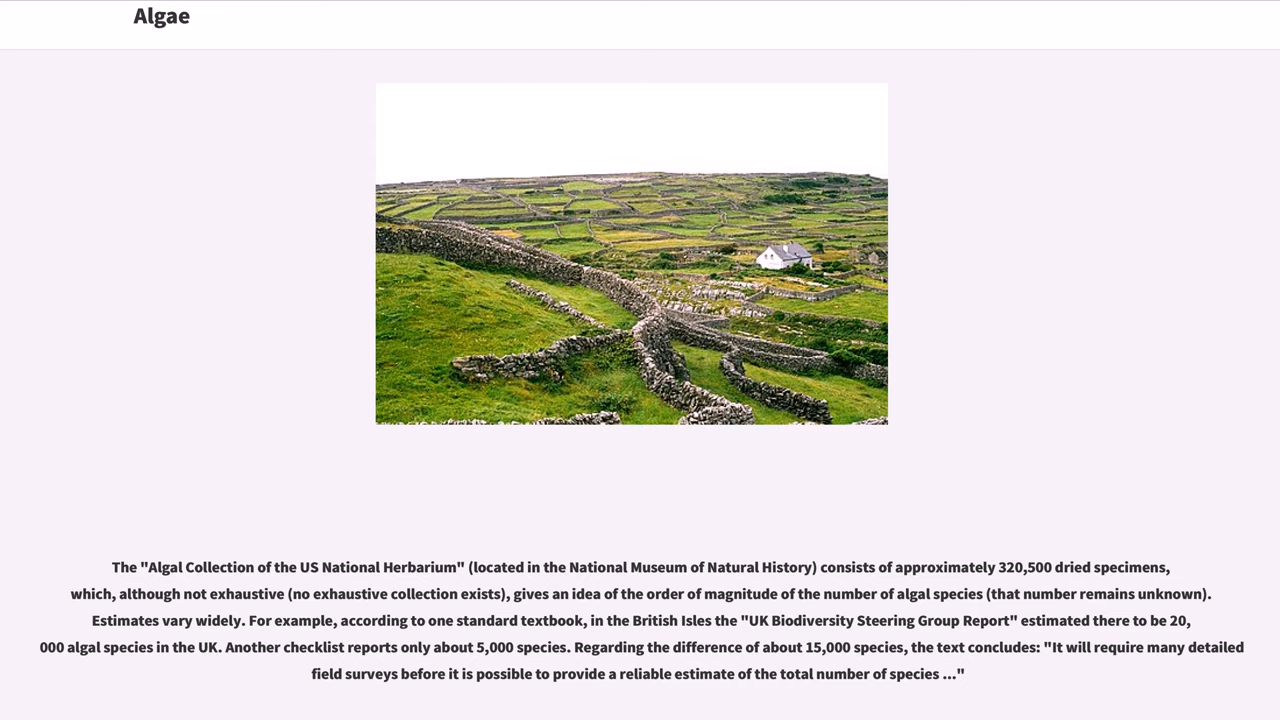 Algae
The "Algal Collection of the US National Herbarium" (located in the National Museum of Natural History) consists of approximately 320,500 dried specimens,
which, although not exhaustive (no exhaustive collection exists), gives an idea of the order of magnitude of the number of algal species (that number remains unknown).
Estimates vary widely. For example, according to one standard textbook, in the British Isles the "UK Biodiversity Steering Group Report" estimated there to be 20,
000 algal species in the UK. Another checklist reports only about 5,000 species. Regarding the difference of about 15,000 species, the text concludes: "It will require many detailed
field surveys before it is possible to provide a reliable estimate of the total number of species ..."